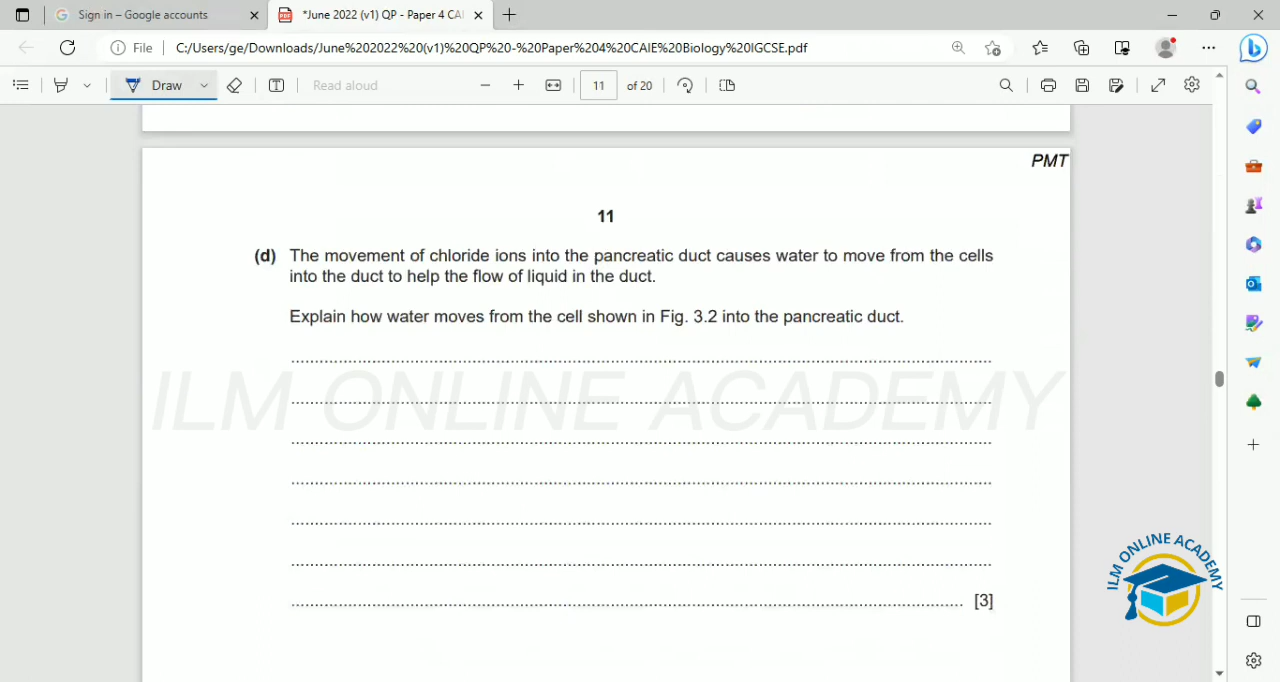 Sign in – Google accounts
*June 2022 (v1) QP - Paper 4 CAI
File
C:/Users/ge/Downloads/June%202022%20(v1)%20QP%20-%20Paper%204%20CAIE%20Biology%20IGCSE.pdf
Draw
Read aloud
11 of 20
PMT
11
(d) The movement of chloride ions into the pancreatic duct causes water to move from the cells
into the duct to help the flow of liquid in the duct.
Explain how water moves from the cell shown in Fig. 3.2 into the pancreatic duct.
ILM ONLINE ACADEMY
[3]
ILM ONLINE ACADEMY